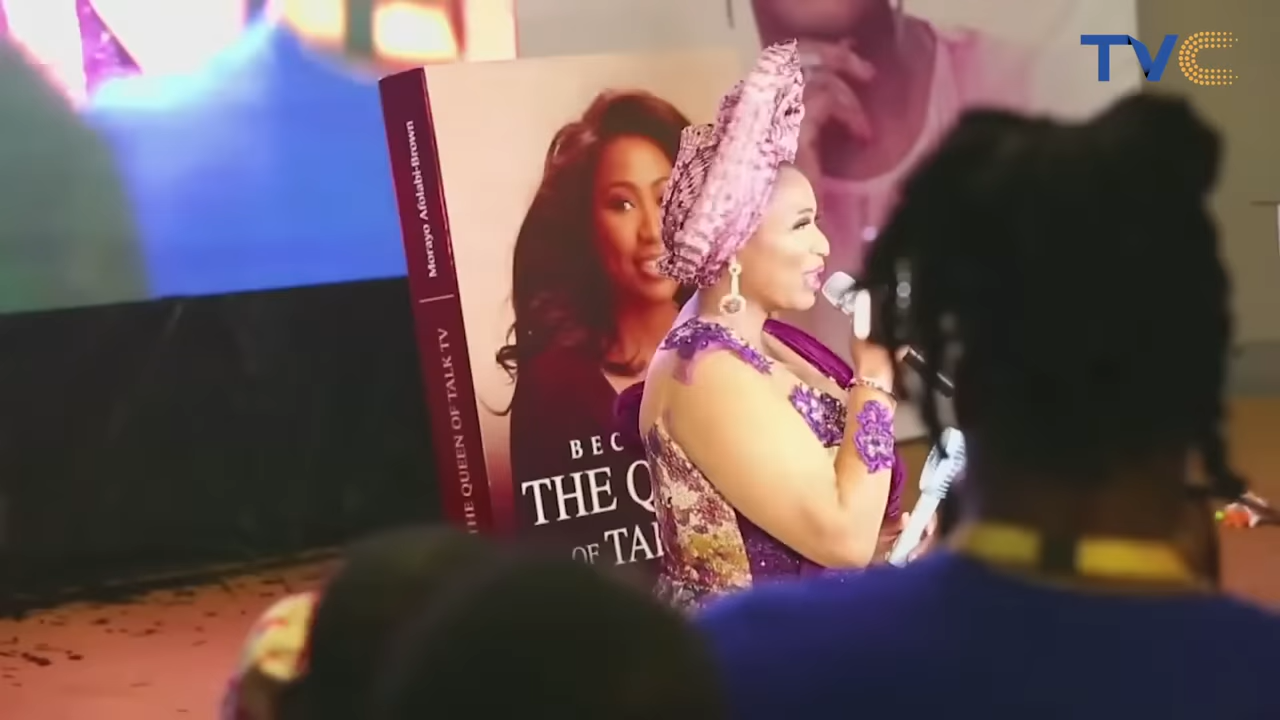 TVC
Morayo Afolabi-Brown
THE QUEEN OF TALK TV
BEC
THE Q
OF TAL